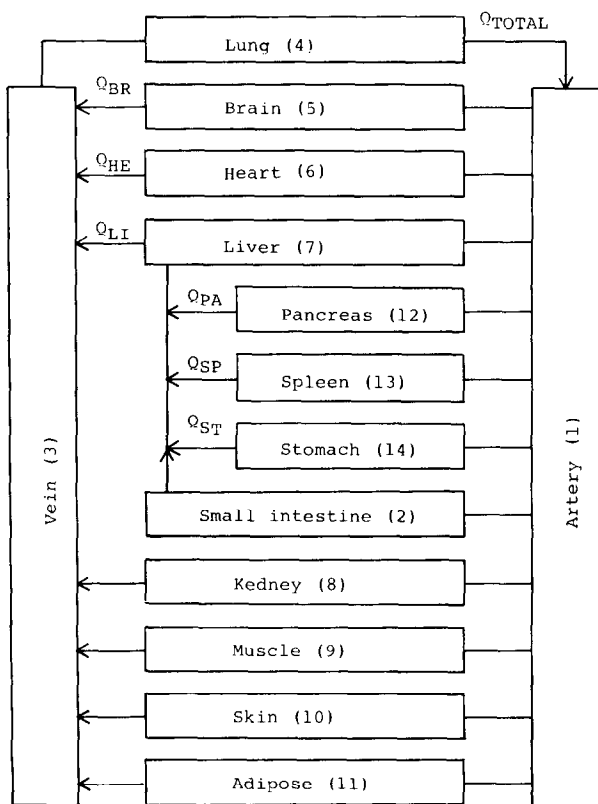 Q_TOTAL
Lung (4)
Q_BR
Brain (5)
Q_HE
Heart (6)
Q_LI
Liver (7)
Q_PA
Pancreas (12)
Q_SP
Spleen (13)
Q_ST
Stomach (14)
Small intestine (2)
Kedney (8)
Muscle (9)
Skin (10)
Adipose (11)
Vein (3)
Artery (1)